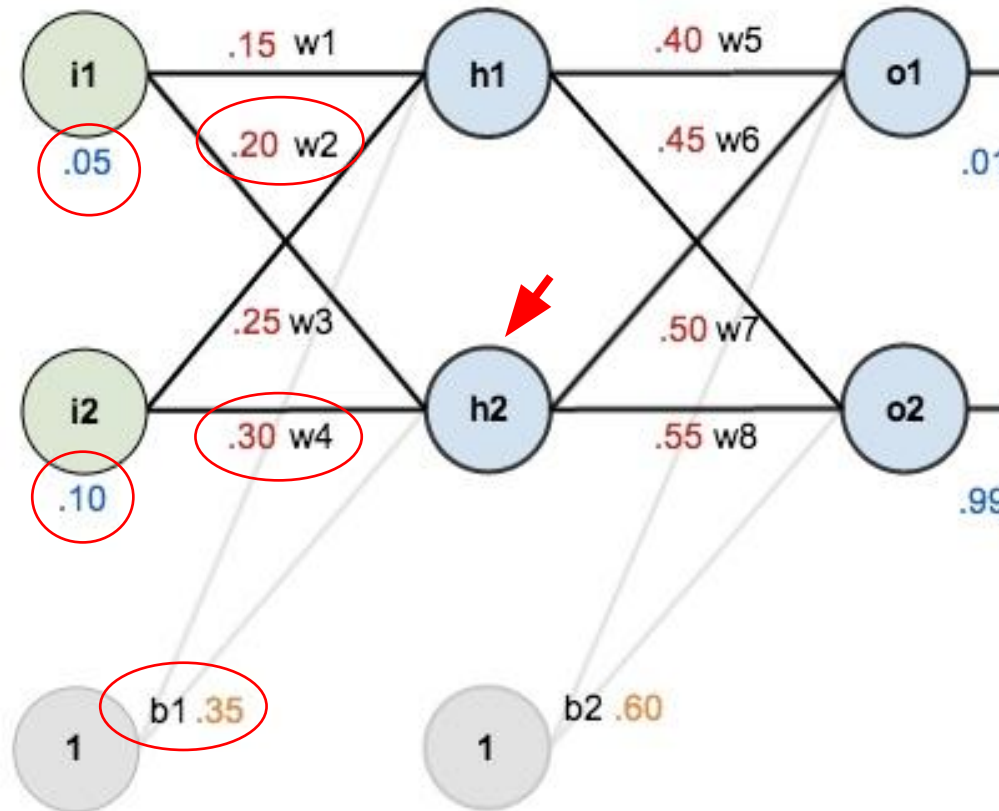 .15 w1
.40 w5
i1
h1
o1
.20 w2
.45 w6
.05
.01
.25 w3
.50 w7
i2
h2
o2
.30 w4
.55 w8
.10
.99
b1 .35
b2 .60
1
1